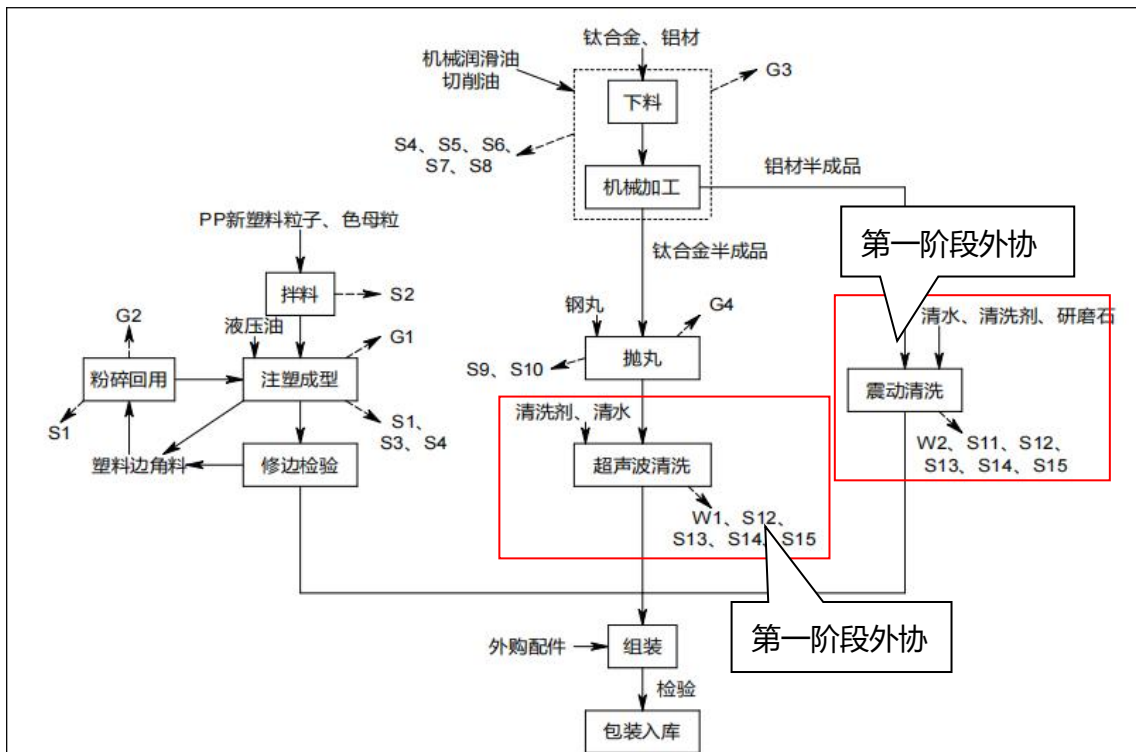 钛合金、铝材
机械润滑油
切削油
G3
下料
S4、S5、S6、
S7、S8
机械加工
铝材半成品
PP新塑料粒子、色母粒
钛合金半成品
第一阶段外协
拌料
S2
G2
液压油
G1
钢丸
G4
清水、清洗剂、研磨石
粉碎回用
注塑成型
S9、S10
抛丸
震动清洗
S1
S1、
S3、S4
清洗剂、清水
W2、S11、S12、
S13、S14、S15
塑料边角料
修边检验
超声波清洗
W1、S12、
S13、S14、S15
第一阶段外协
外购配件
组装
检验
包装入库